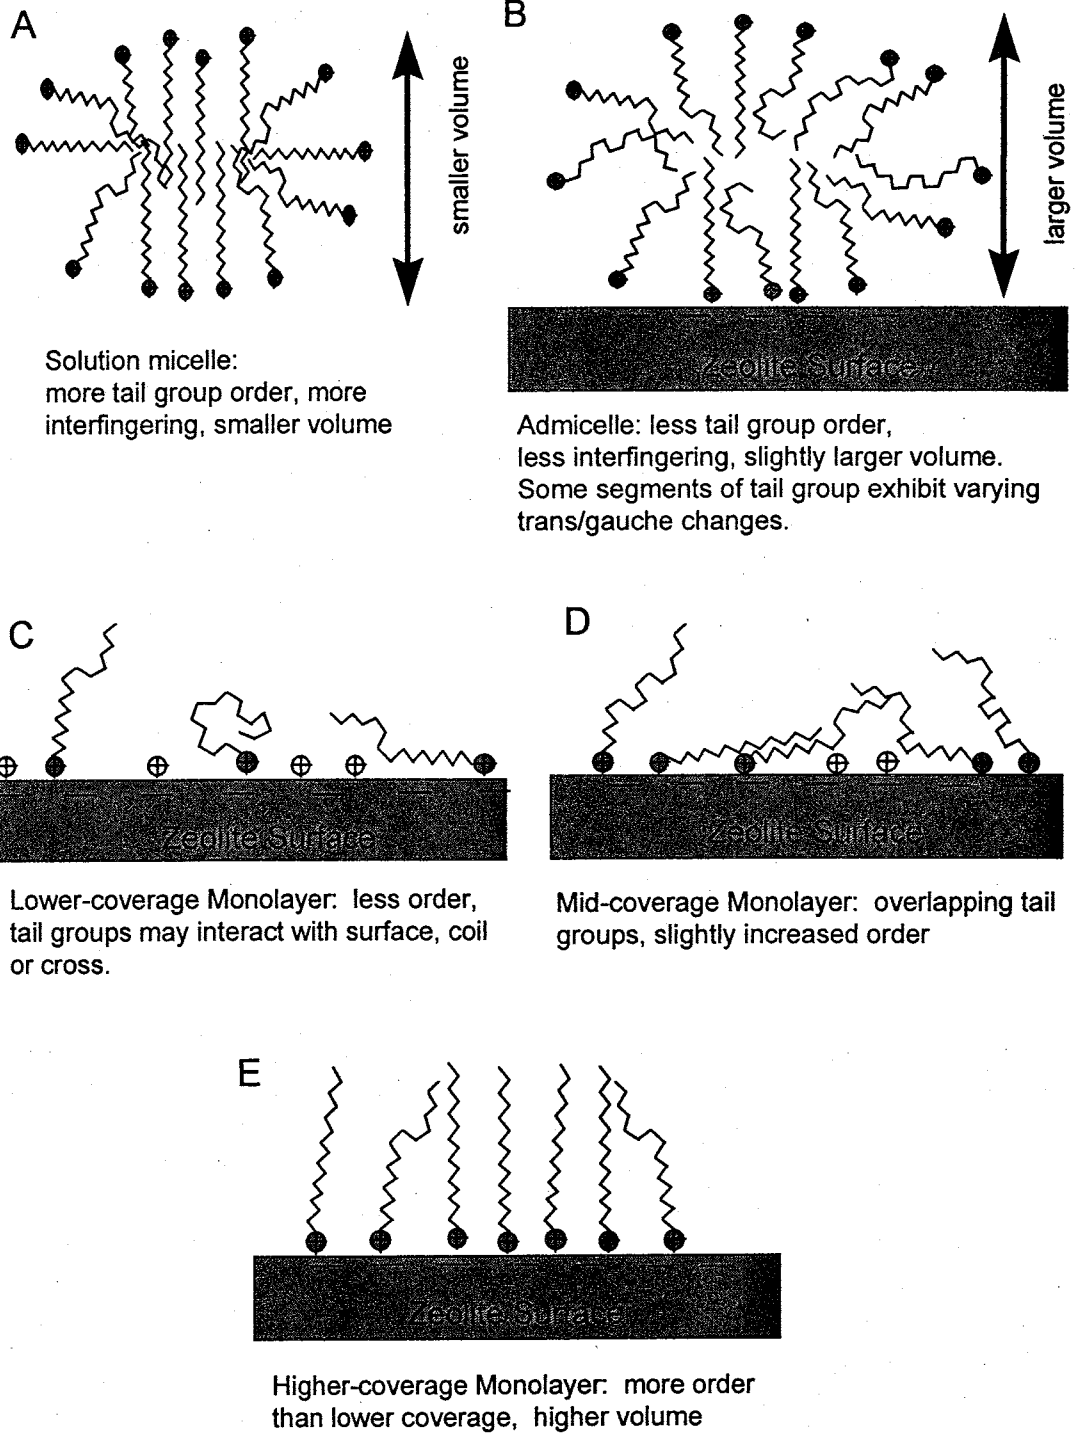 A
smaller volume
Solution micelle:
more tail group order, more
interfingering, smaller volume
B
larger volume
Zeolite Surface
Admicelle: less tail group order,
less interfingering, slightly larger volume.
Some segments of tail group exhibit varying
trans/gauche changes.
C
Zeolite Surface
Lower-coverage Monolayer: less order,
tail groups may interact with surface, coil
or cross.
D
Zeolite Surface
Mid-coverage Monolayer: overlapping tail
groups, slightly increased order
E
Zeolite Surface
Higher-coverage Monolayer: more order
than lower coverage, higher volume